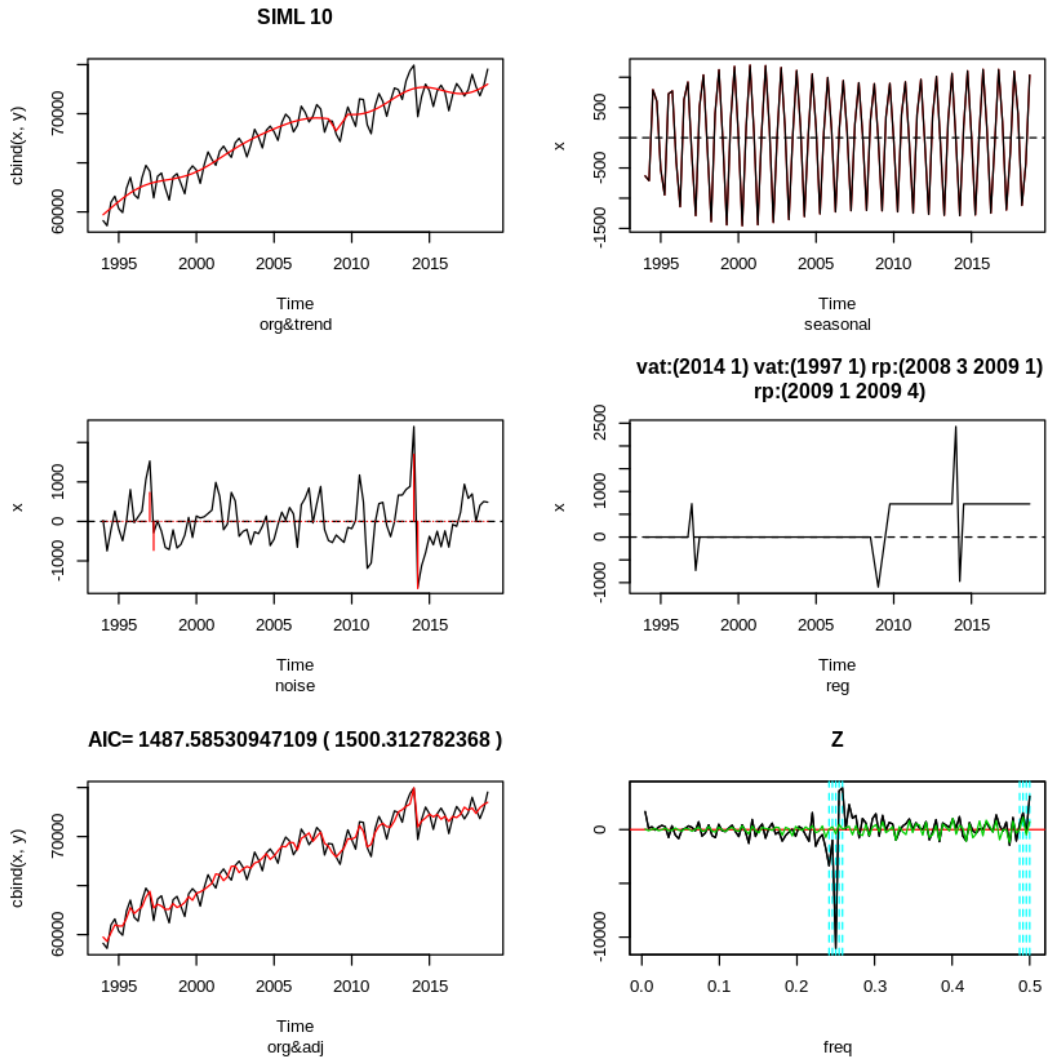 SIML 10
cbind(x, y)
60000 70000
1995 2000 2005 2010 2015
Time
org&trend
x
-1500 -500 500
1995 2000 2005 2010 2015
Time
seasonal
x
-1000 0 1000
1995 2000 2005 2010 2015
Time
noise
vat:(2014 1) vat:(1997 1) rp:(2008 3 2009 1)
rp:(2009 1 2009 4)
x
-1000 0 1000 2500
1995 2000 2005 2010 2015
Time
reg
AIC= 1487.58530947109 ( 1500.312782368 )
cbind(x, y)
60000 70000
1995 2000 2005 2010 2015
Time
org&adj
Z
-10000 0
0.0 0.1 0.2 0.3 0.4 0.5
freq